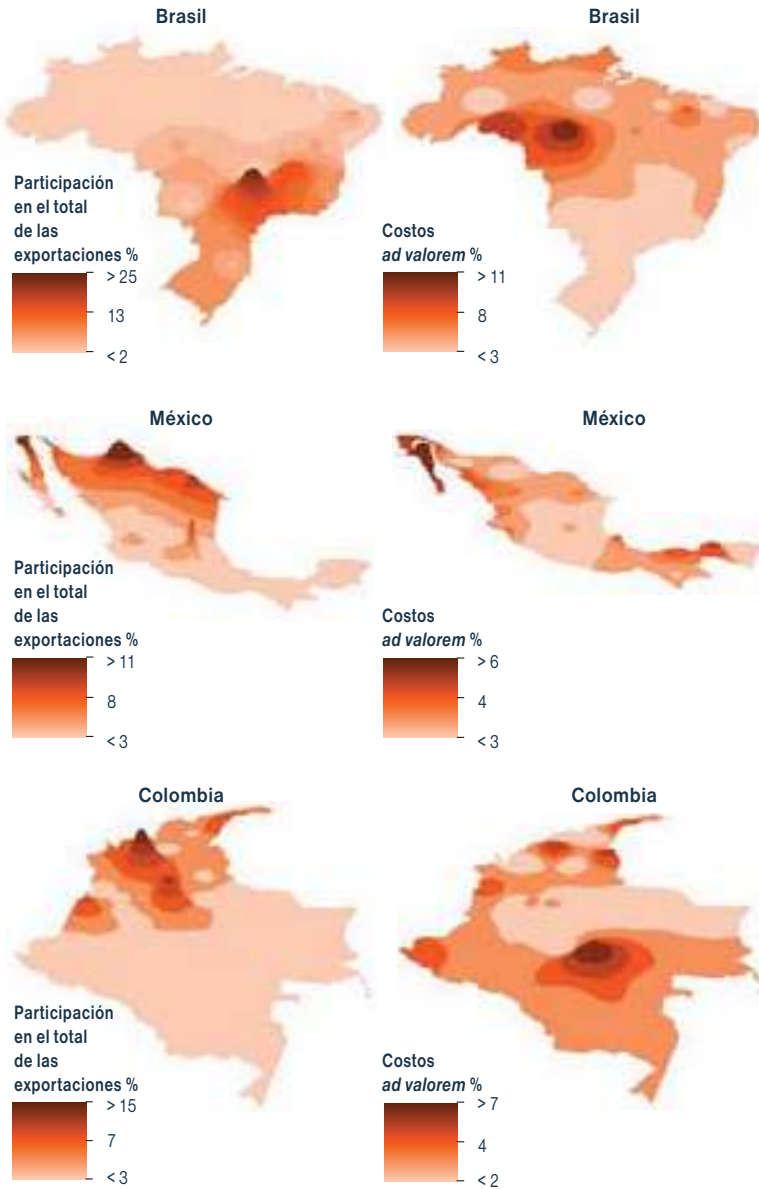 Brasil
Participación
en el total
de las
exportaciones %
> 25
13
< 2
Brasil
Costos
ad valorem %
> 11
8
< 3
México
Participación
en el total
de las
exportaciones %
> 11
8
< 3
México
Costos
ad valorem %
> 6
4
< 3
Colombia
Participación
en el total
de las
exportaciones %
> 15
7
< 3
Colombia
Costos
ad valorem %
> 7
4
< 2